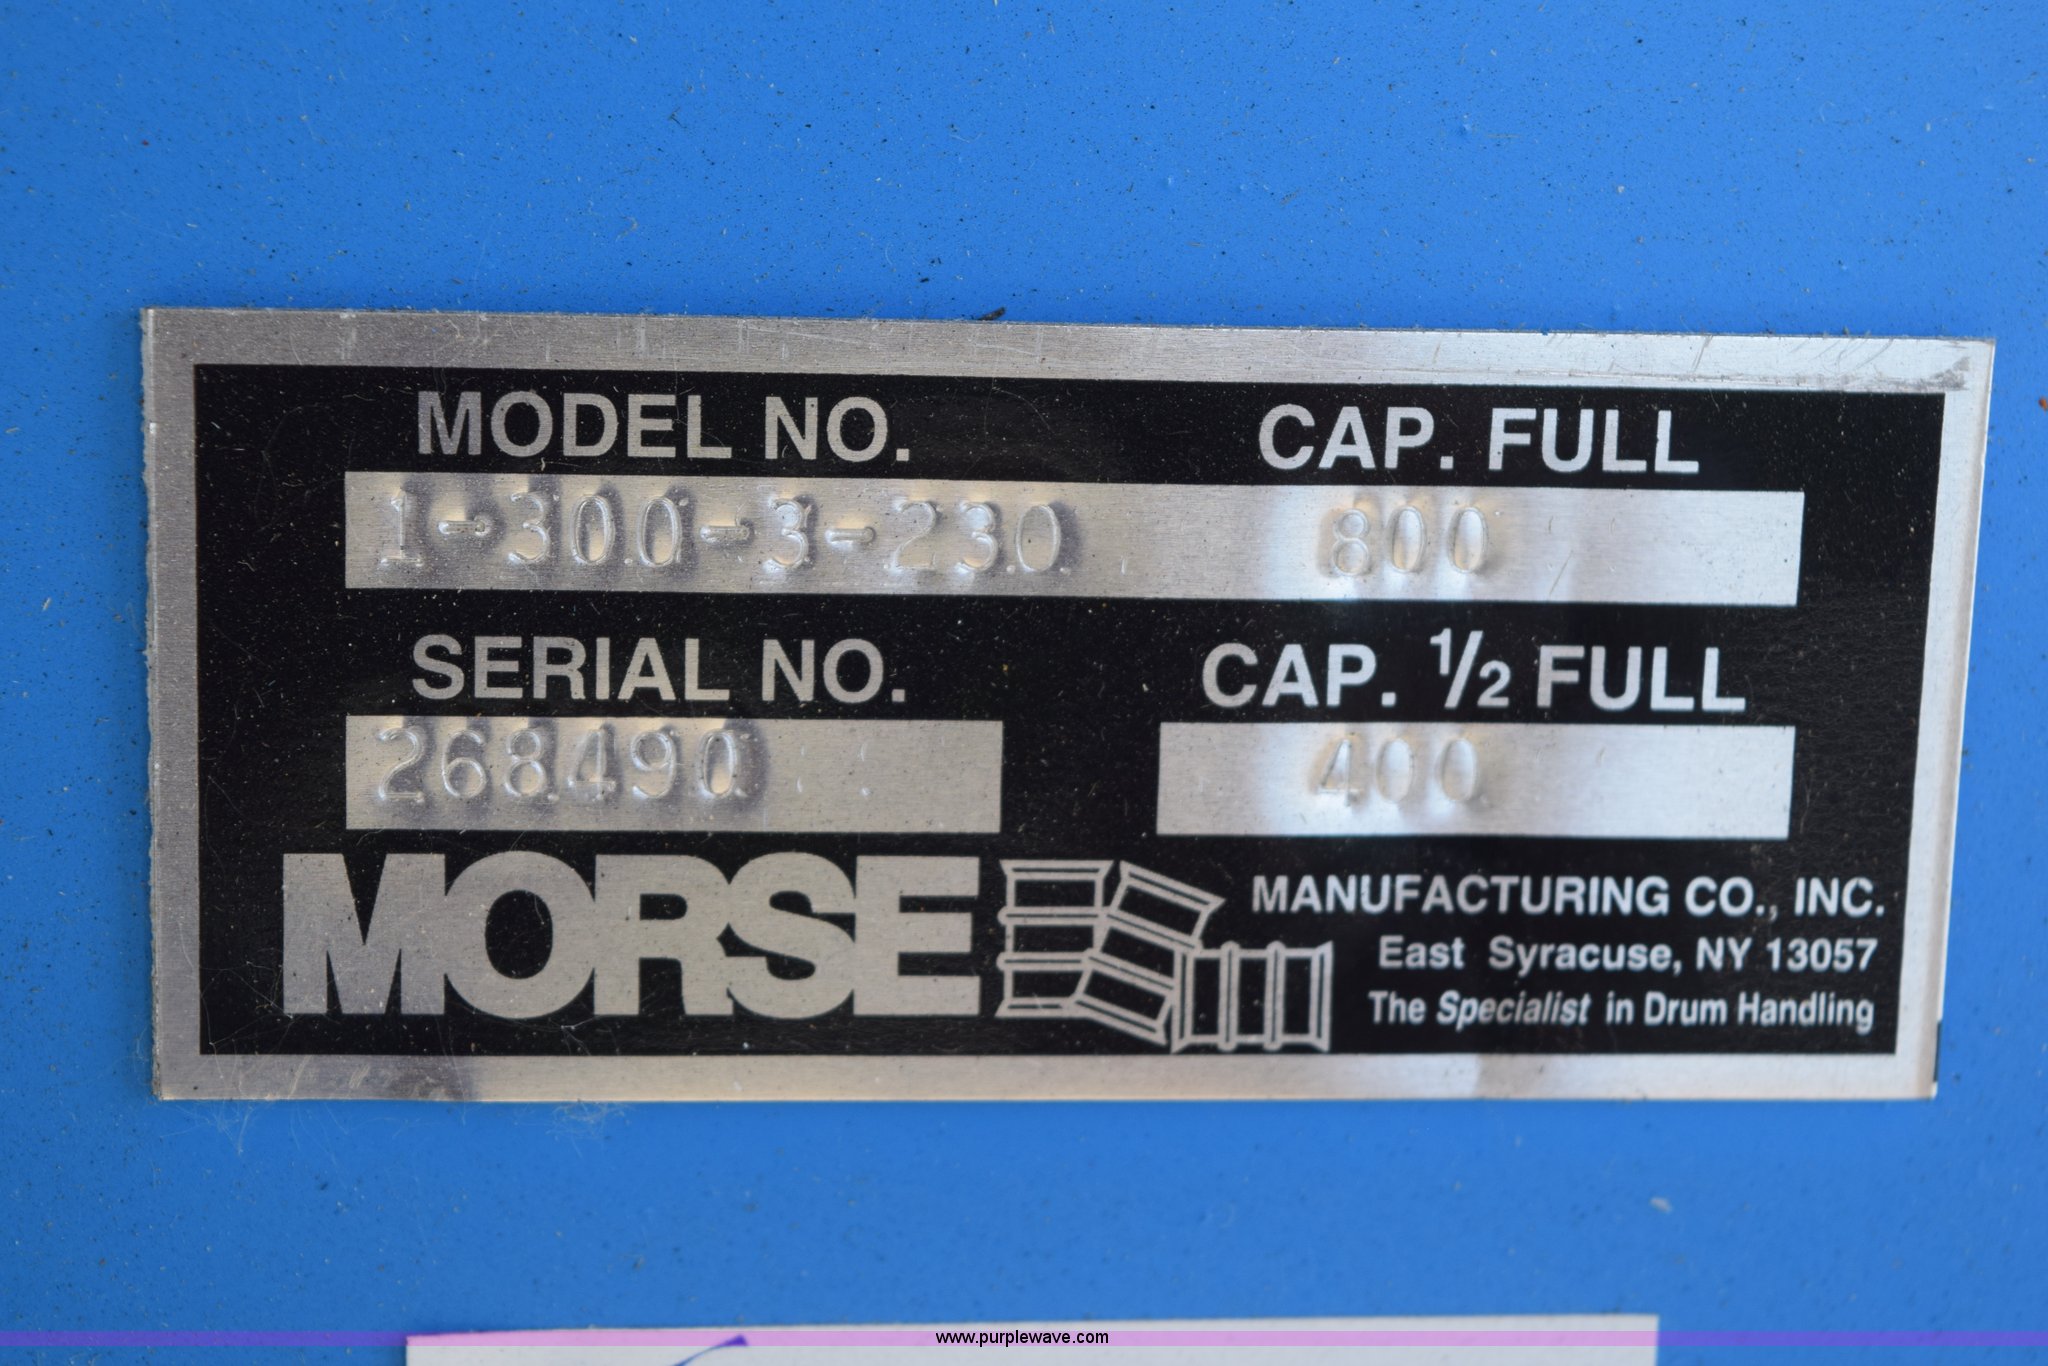 MODEL NO. CAP. FULL
1-300-3-230 800
SERIAL NO. CAP. 1/2 FULL
268490 400
MORSE
MANUFACTURING CO., INC.
East Syracuse, NY 13057
The Specialist in Drum Handling
www.purplewave.com